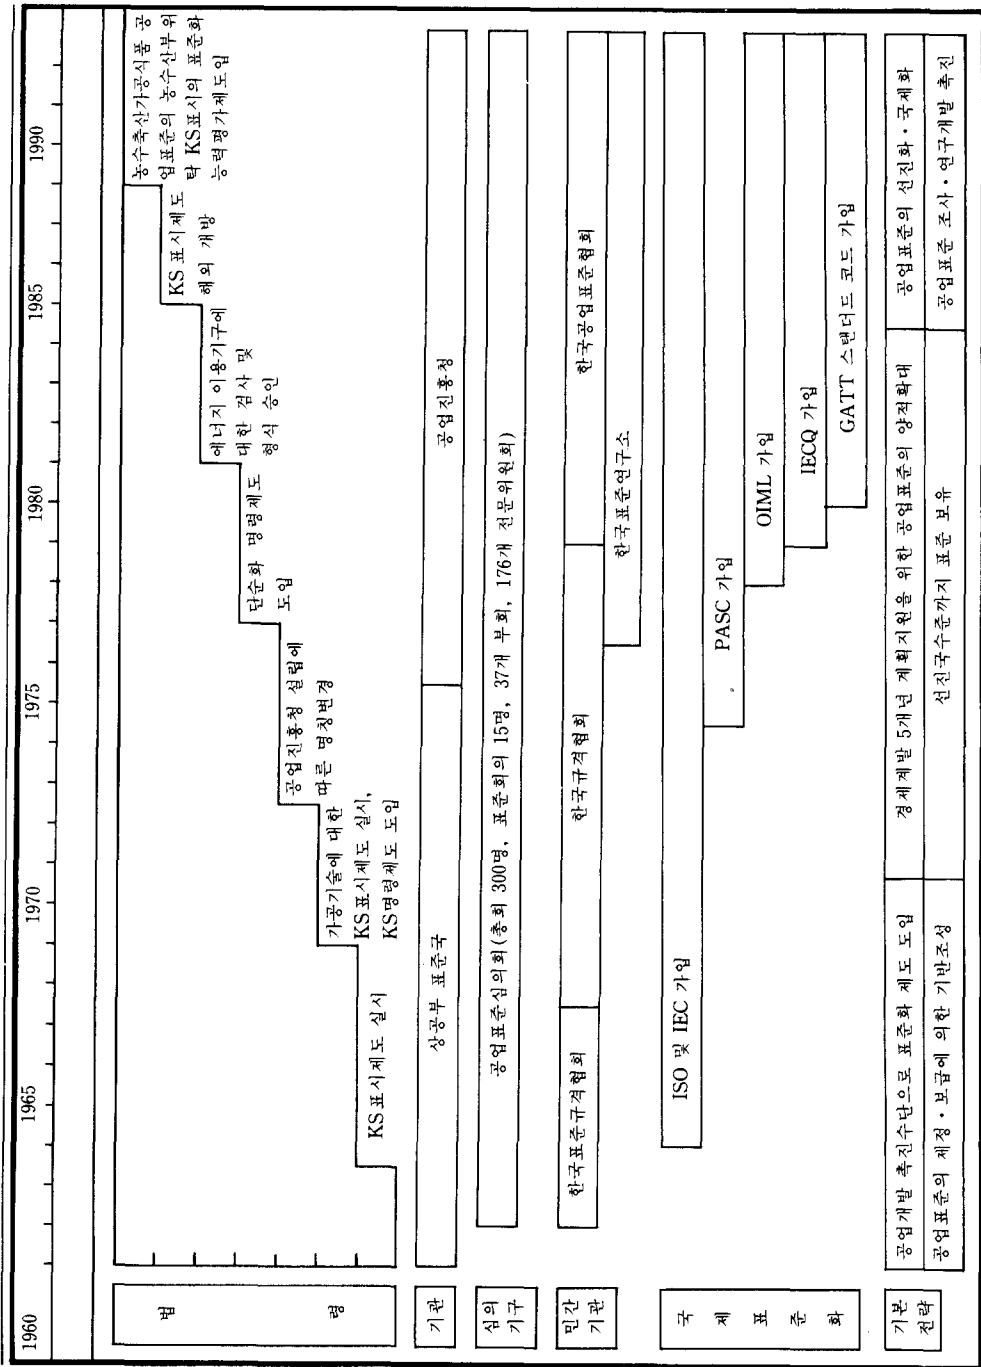 1960 1965 1970 1975 1980 1985 1990
법 령
KS표시제도 실시
가공기술에 대한
KS표시제도 실시,
KS명령제도 도입
공업진흥청 설립에
따른 명칭변경
단순화 명령제도
도입
에너지 이용기구에
대한 검사 및
형식 승인
KS 표시제도
해외 개방
농수축산가공식품 공
업표준의 농수산부위
탁 KS표시의 표준화
능력평가제도입
기관
상공부 표준국
공업진흥청
심의
기구
공업표준심의회(총회 300명, 표준회의 15명, 37개 부회, 176개 전문위원회)
민간
기관
한국표준규격협회
한국규격협회
한국공업표준협회
한국표준연구소
국 제 표 준 화
ISO 및 IEC 가입
PASC 가입
OIML 가입
IECQ 가입
GATT 스탠더드 코드 가입
기본
전략
공업개발 촉진수단으로 표준화 제도 도입
공업표준의 제정・보급에 의한 기반조성
경제계발 5개년 계획지원을 위한 공업표준의 양적확대
선진국수준까지 표준 보유
공업표준의 선진화・국제화
공업표준 조사・연구개발 촉진